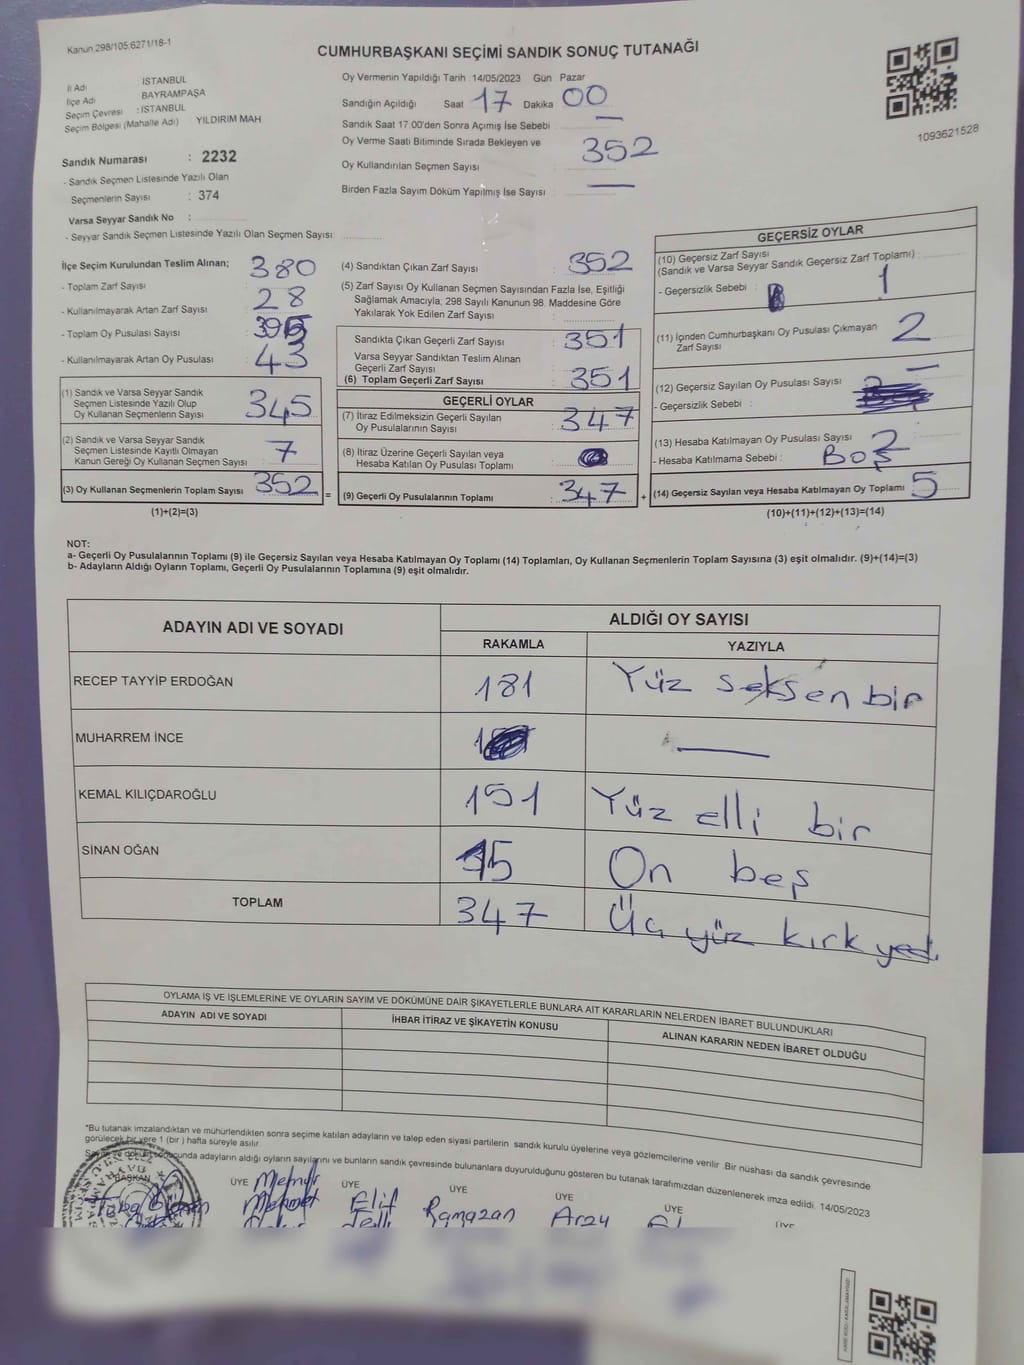 Kanun 298/105;6271/18-1
CUMHURBAŞKANI SEÇİMİ SANDIK SONUÇ TUTANAĞI
1093621528
İl Adı İSTANBUL
İlçe Adı BAYRAMPAŞA
Seçim Çevresi : İSTANBUL
Seçim Bölgesi (Mahalle Adı) YILDIRIM MAH
Sandık Numarası : 2232
- Sandık Seçmen Listesinde Yazılı Olan
Seçmenlerin Sayısı : 374
Varsa Seyyar Sandık No :
- Seyyar Sandık Seçmen Listesinde Yazılı Olan Seçmen Sayısı:
Oy Vermenin Yapıldığı Tarih 14/05/2023 Gün Pazar
Sandığın Açıldığı Saat 17 Dakika 00
Sandık Saat 17:00'den Sonra Açımış İse Sebebi : —
Oy Verme Saati Bitiminde Sırada Bekleyen ve
Oy Kullandırılan Seçmen Sayısı : 352
Birden Fazla Sayım Döküm Yapılmış İse Sayısı : —
İlçe Seçim Kurulundan Teslim Alınan;
- Toplam Zarf Sayısı : 380
- Kullanılmayarak Artan Zarf Sayısı : 28
- Toplam Oy Pusulası Sayısı :
- Kullanılmayarak Artan Oy Pusulası : 43
(1) Sandık ve Varsa Seyyar Sandık
Seçmen Listesinde Yazılı Olup
Oy Kullanan Seçmenlerin Sayısı : 345
(2) Sandık ve Varsa Seyyar Sandık
Seçmen Listesinde Kayıtlı Olmayan
Kanun Gereği Oy Kullanan Seçmen Sayısı : 7
(3) Oy Kullanan Seçmenlerin Toplam Sayısı : 352 =
(1)+(2)=(3)
(4) Sandıktan Çıkan Zarf Sayısı : 352
(5) Zarf Sayısı Oy Kullanan Seçmen Sayısından Fazla İse, Eşitliği
Sağlamak Amacıyla; 298 Sayılı Kanunun 98. Maddesine Göre
Yakılarak Yok Edilen Zarf Sayısı :
Sandıkta Çıkan Geçerli Zarf Sayısı : 351
Varsa Seyyar Sandıktan Teslim Alınan
Geçerli Zarf Sayısı :
(6) Toplam Geçerli Zarf Sayısı : 351
GEÇERLİ OYLAR
(7) İtiraz Edilmeksizin Geçerli Sayılan
Oy Pusulalarının Sayısı : 347
(8) İtiraz Üzerine Geçerli Sayılan veya
Hesaba Katılan Oy Pusulası Toplamı :
(9) Geçerli Oy Pusulalarının Toplamı : 347 +
GEÇERSİZ OYLAR
(10) Geçersiz Zarf Sayısı
(Sandık ve Varsa Seyyar Sandık Geçersiz Zarf Toplamı) :
- Geçersizlik Sebebi : 1
(11) İçinden Cumhurbaşkanı Oy Pusulası Çıkmayan
Zarf Sayısı : 2
(12) Geçersiz Sayılan Oy Pusulası Sayısı : —
- Geçersizlik Sebebi :
(13) Hesaba Katılmayan Oy Pusulası Sayısı : 2
- Hesaba Katılmama Sebebi : BOŞ
(14) Geçersiz Sayılan veya Hesaba Katılmayan Oy Toplamı : 5
(10)+(11)+(12)+(13)=(14)
NOT:
a- Geçerli Oy Pusulalarının Toplamı (9) ile Geçersiz Sayılan veya Hesaba Katılmayan Oy Toplamı (14) Toplamları, Oy Kullanan Seçmenlerin Toplam Sayısına (3) eşit olmalıdır. (9)+(14)=(3)
b- Adayların Aldığı Oyların Toplamı, Geçerli Oy Pusulalarının Toplamına (9) eşit olmalıdır.
ADAYIN ADI VE SOYADI ALDIĞI OY SAYISI
RAKAMLA YAZIYLA
RECEP TAYYİP ERDOĞAN 181 Yüz seksen bir
MUHARREM İNCE —
KEMAL KILIÇDAROĞLU 151 Yüz elli bir
SİNAN OĞAN 15 On beş
TOPLAM 347 Üç yüz kırk yedi
OYLAMA İŞ VE İŞLEMLERİNE VE OYLARIN SAYIM VE DÖKÜMÜNE DAİR ŞİKAYETLERLE BUNLARA AİT KARARLARIN NELERDEN İBARET BULUNDUKLARI
ADAYIN ADI VE SOYADI İHBAR İTİRAZ VE ŞİKAYETİN KONUSU ALINAN KARARIN NEDEN İBARET OLDUĞU
*Bu tutanak imzalandıktan ve mühürlendikten sonra seçime katılan adayların ve talep eden siyasi partilerin sandık kurulu üyelerine ve gözlemcilerine verilir. Bir nüshası da sandık çevresinde
görülecek bir yere 1 (bir ) hafta süreyle asılır.
Sayım ve döküm sonucunda adayların aldığı oyların sayılarını ve bunların sandık çevresinde bulunanlara duyurulduğunu gösteren bu tutanak tarafımızdan düzenlenerek imza edildi. 14/05/2023
BAŞKAN ÜYE ÜYE ÜYE ÜYE ÜYE ÜYE
Memur
Mehmet Elif Ramazan Arzu